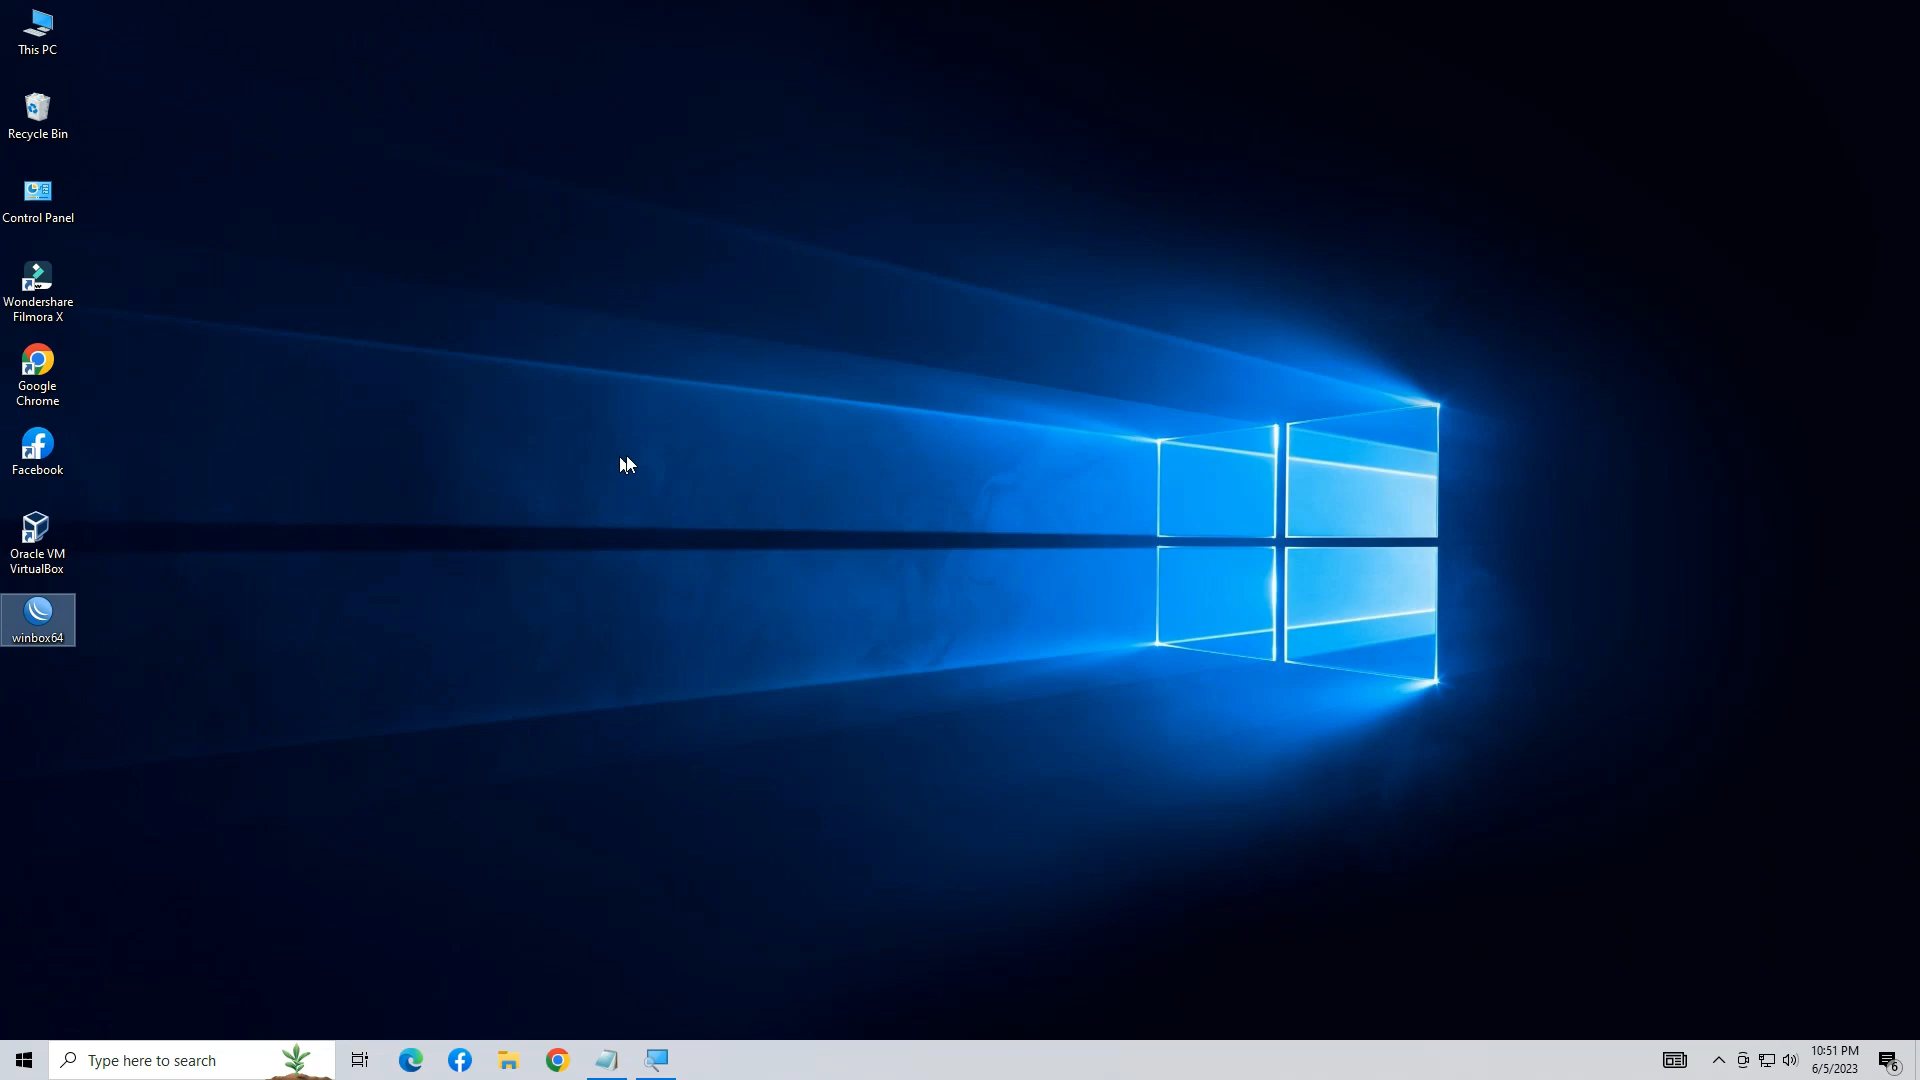 This PC
Recycle Bin
Control Panel
Wondershare
Filmora X
Google
Chrome
Facebook
Oracle VM
VirtualBox
winbox64
Type here to search
10:51 PM
6/5/2023
6